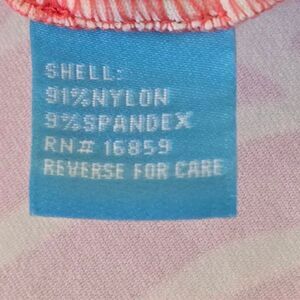 SHELL:
91%NYLON
9%SPANDEX
RN# 16859
REVERSE FOR CARE